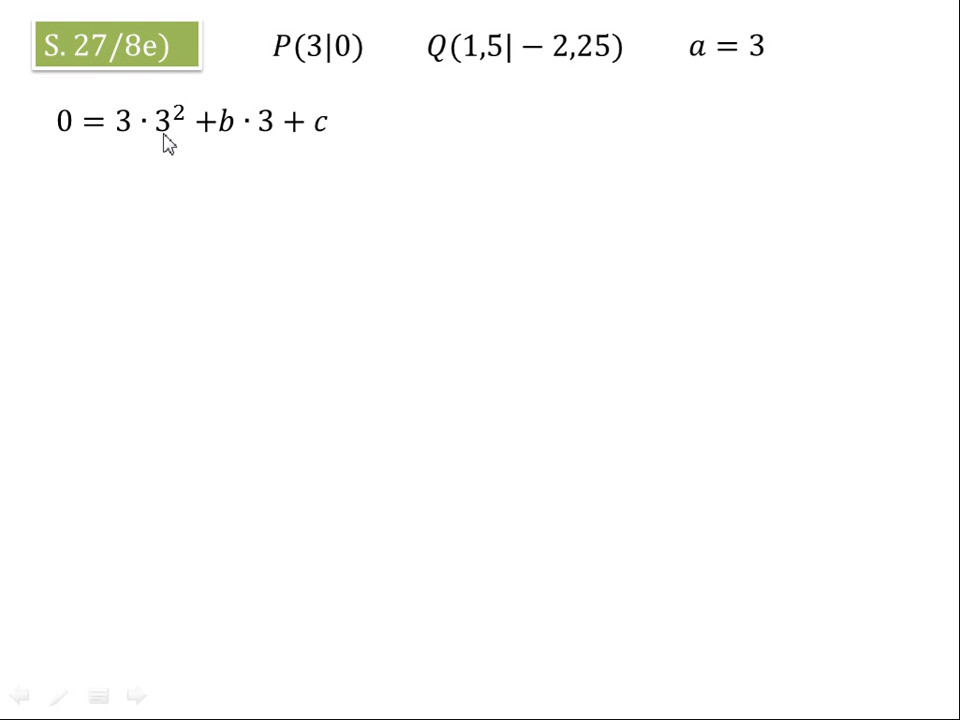 S. 27/8e) P(3|0) Q(1,5| − 2,25) a = 3
0 = 3 · 3² +b · 3 + c